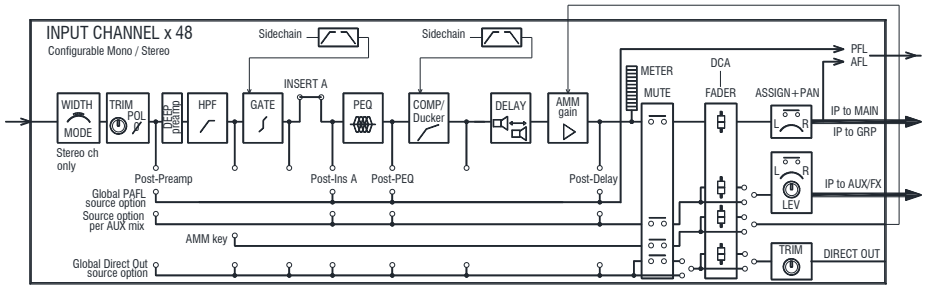 INPUT CHANNEL x 48
Configurable Mono / Stereo
Sidechain
Sidechain
PFL
AFL
INSERT A
METER
DCA
WIDTH
MODE
TRIM
POL
DEEP
preamp
HPF
GATE
PEQ
COMP/
Ducker
DELAY
AMM
gain
MUTE
FADER
ASSIGN+PAN
L R
IP to MAIN
IP to GRP
Stereo ch
only
Post-Preamp
Post-Ins A
Post-PEQ
Post-Delay
L R
LEV
IP to AUX/FX
Global PAFL
source option
Source option
per AUX mix
AMM key
Global Direct Out
source option
TRIM
DIRECT OUT